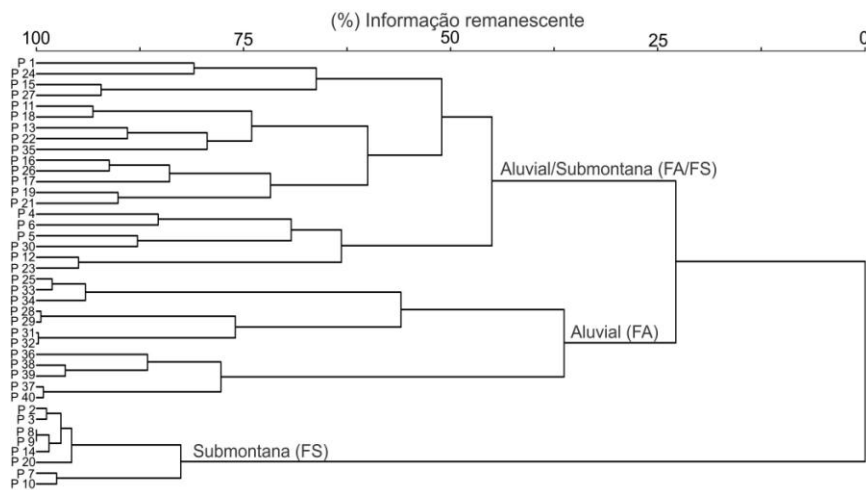 (%) Informação remanescente
100 75 50 25 0
P 1
P 24
P 15
P 27
P 11
P 18
P 13
P 22
P 35
P 16
P 26
P 17
P 19
P 21
P 4
P 6
P 5
P 30
P 12
P 23
P 25
P 33
P 34
P 28
P 29
P 31
P 32
P 36
P 38
P 39
P 37
P 40
P 2
P 3
P 8
P 9
P 14
P 20
P 7
P 10
Aluvial/Submontana (FA/FS)
Aluvial (FA)
Submontana (FS)